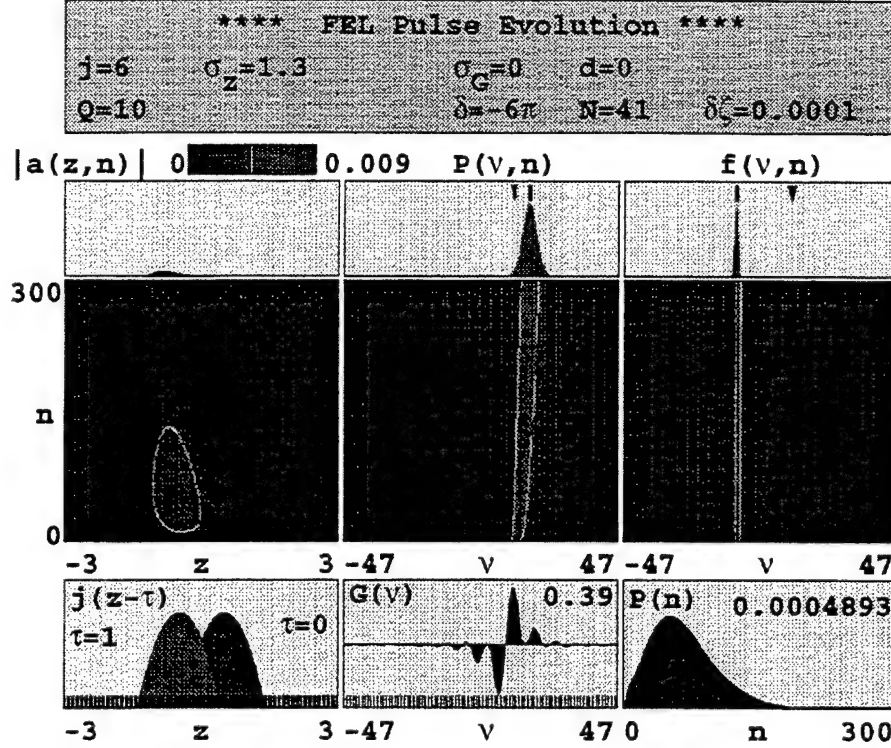 **** FEL Pulse Evolution ****
j=6 σz=1.3 σG=0 d=0
Q=10 δ=-6π N=41 δζ=0.0001
|a(z,n)| 0 0.009 P(ν,n) f(ν,n)
300
n
0
-3 z 3 -47 ν 47 -47 ν 47
j(z-τ) G(ν) 0.39 P(n) 0.0004893
τ=1 τ=0
-3 z 3 -47 ν 47 0 n 300